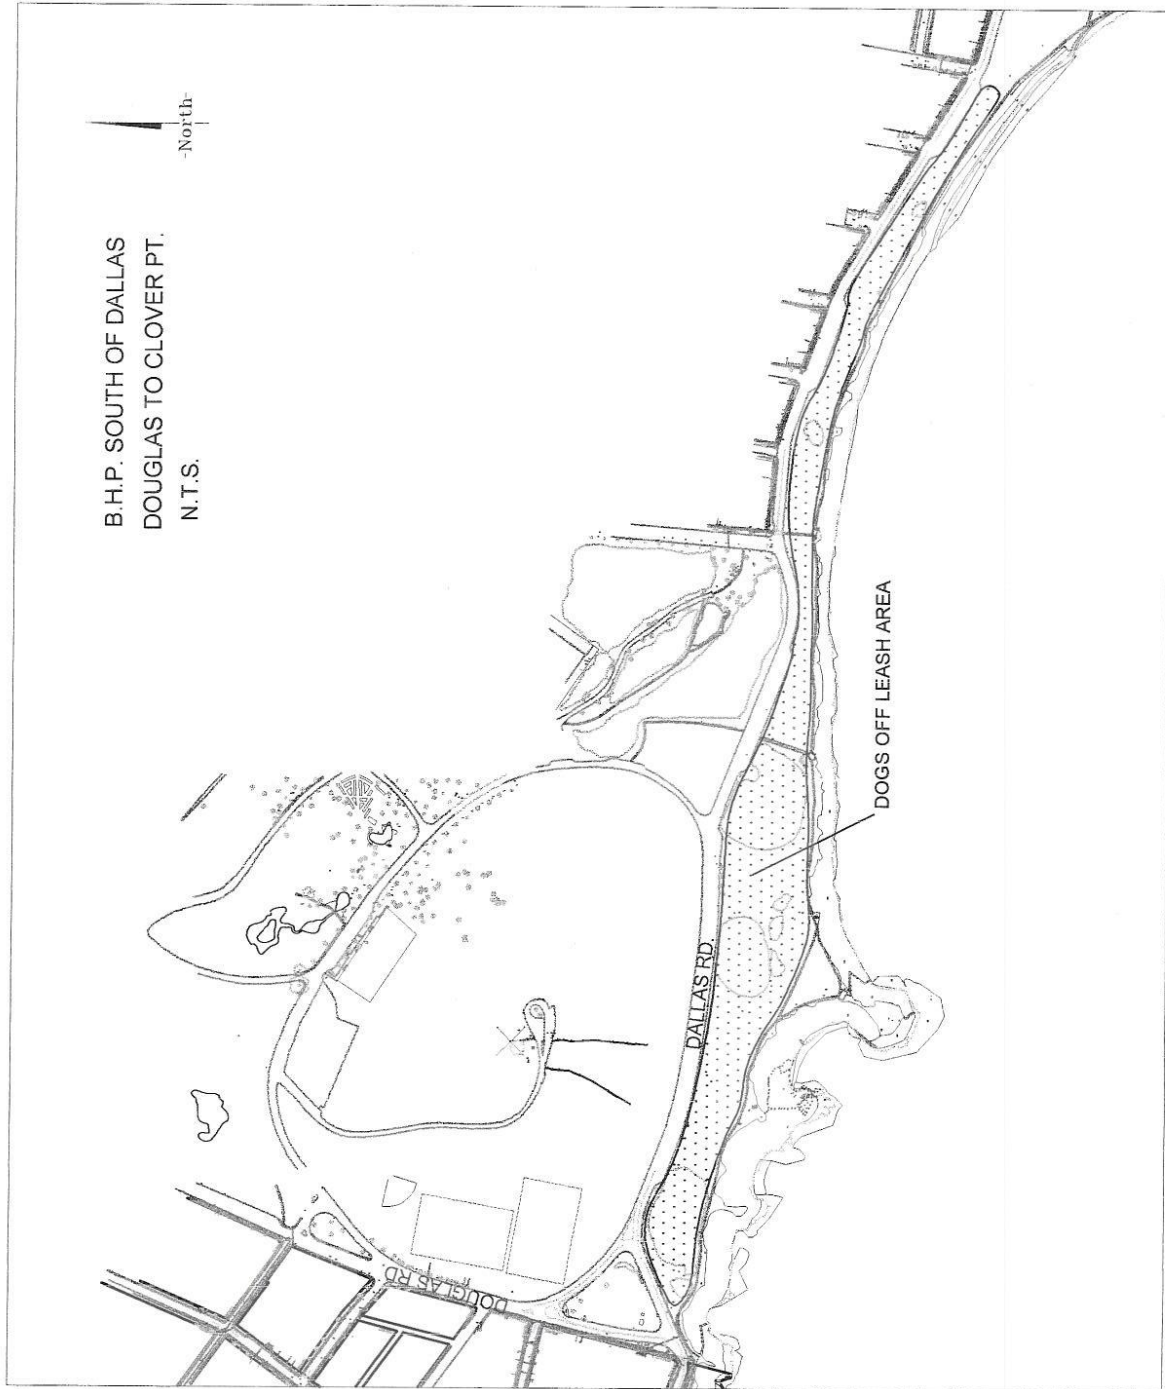 B.H.P. SOUTH OF DALLAS
DOUGLAS TO CLOVER PT.
N.T.S.
-North-
DALLAS RD.
DOUGLAS RD.
DOGS OFF LEASH AREA